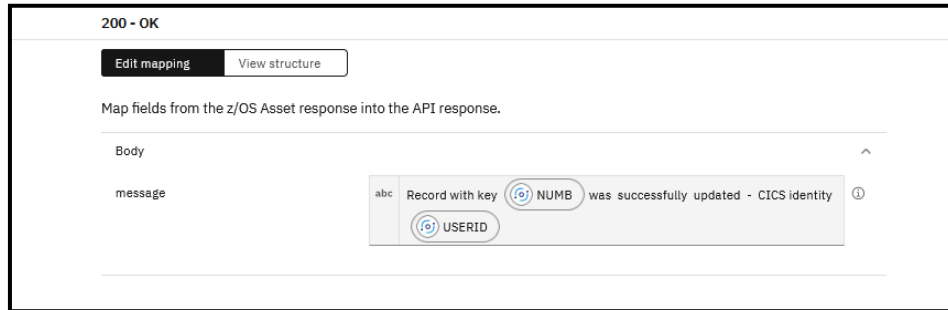 200 - OK
Edit mapping View structure
Map fields from the z/OS Asset response into the API response.
Body
message abc Record with key NUMB was successfully updated - CICS identity
USERID